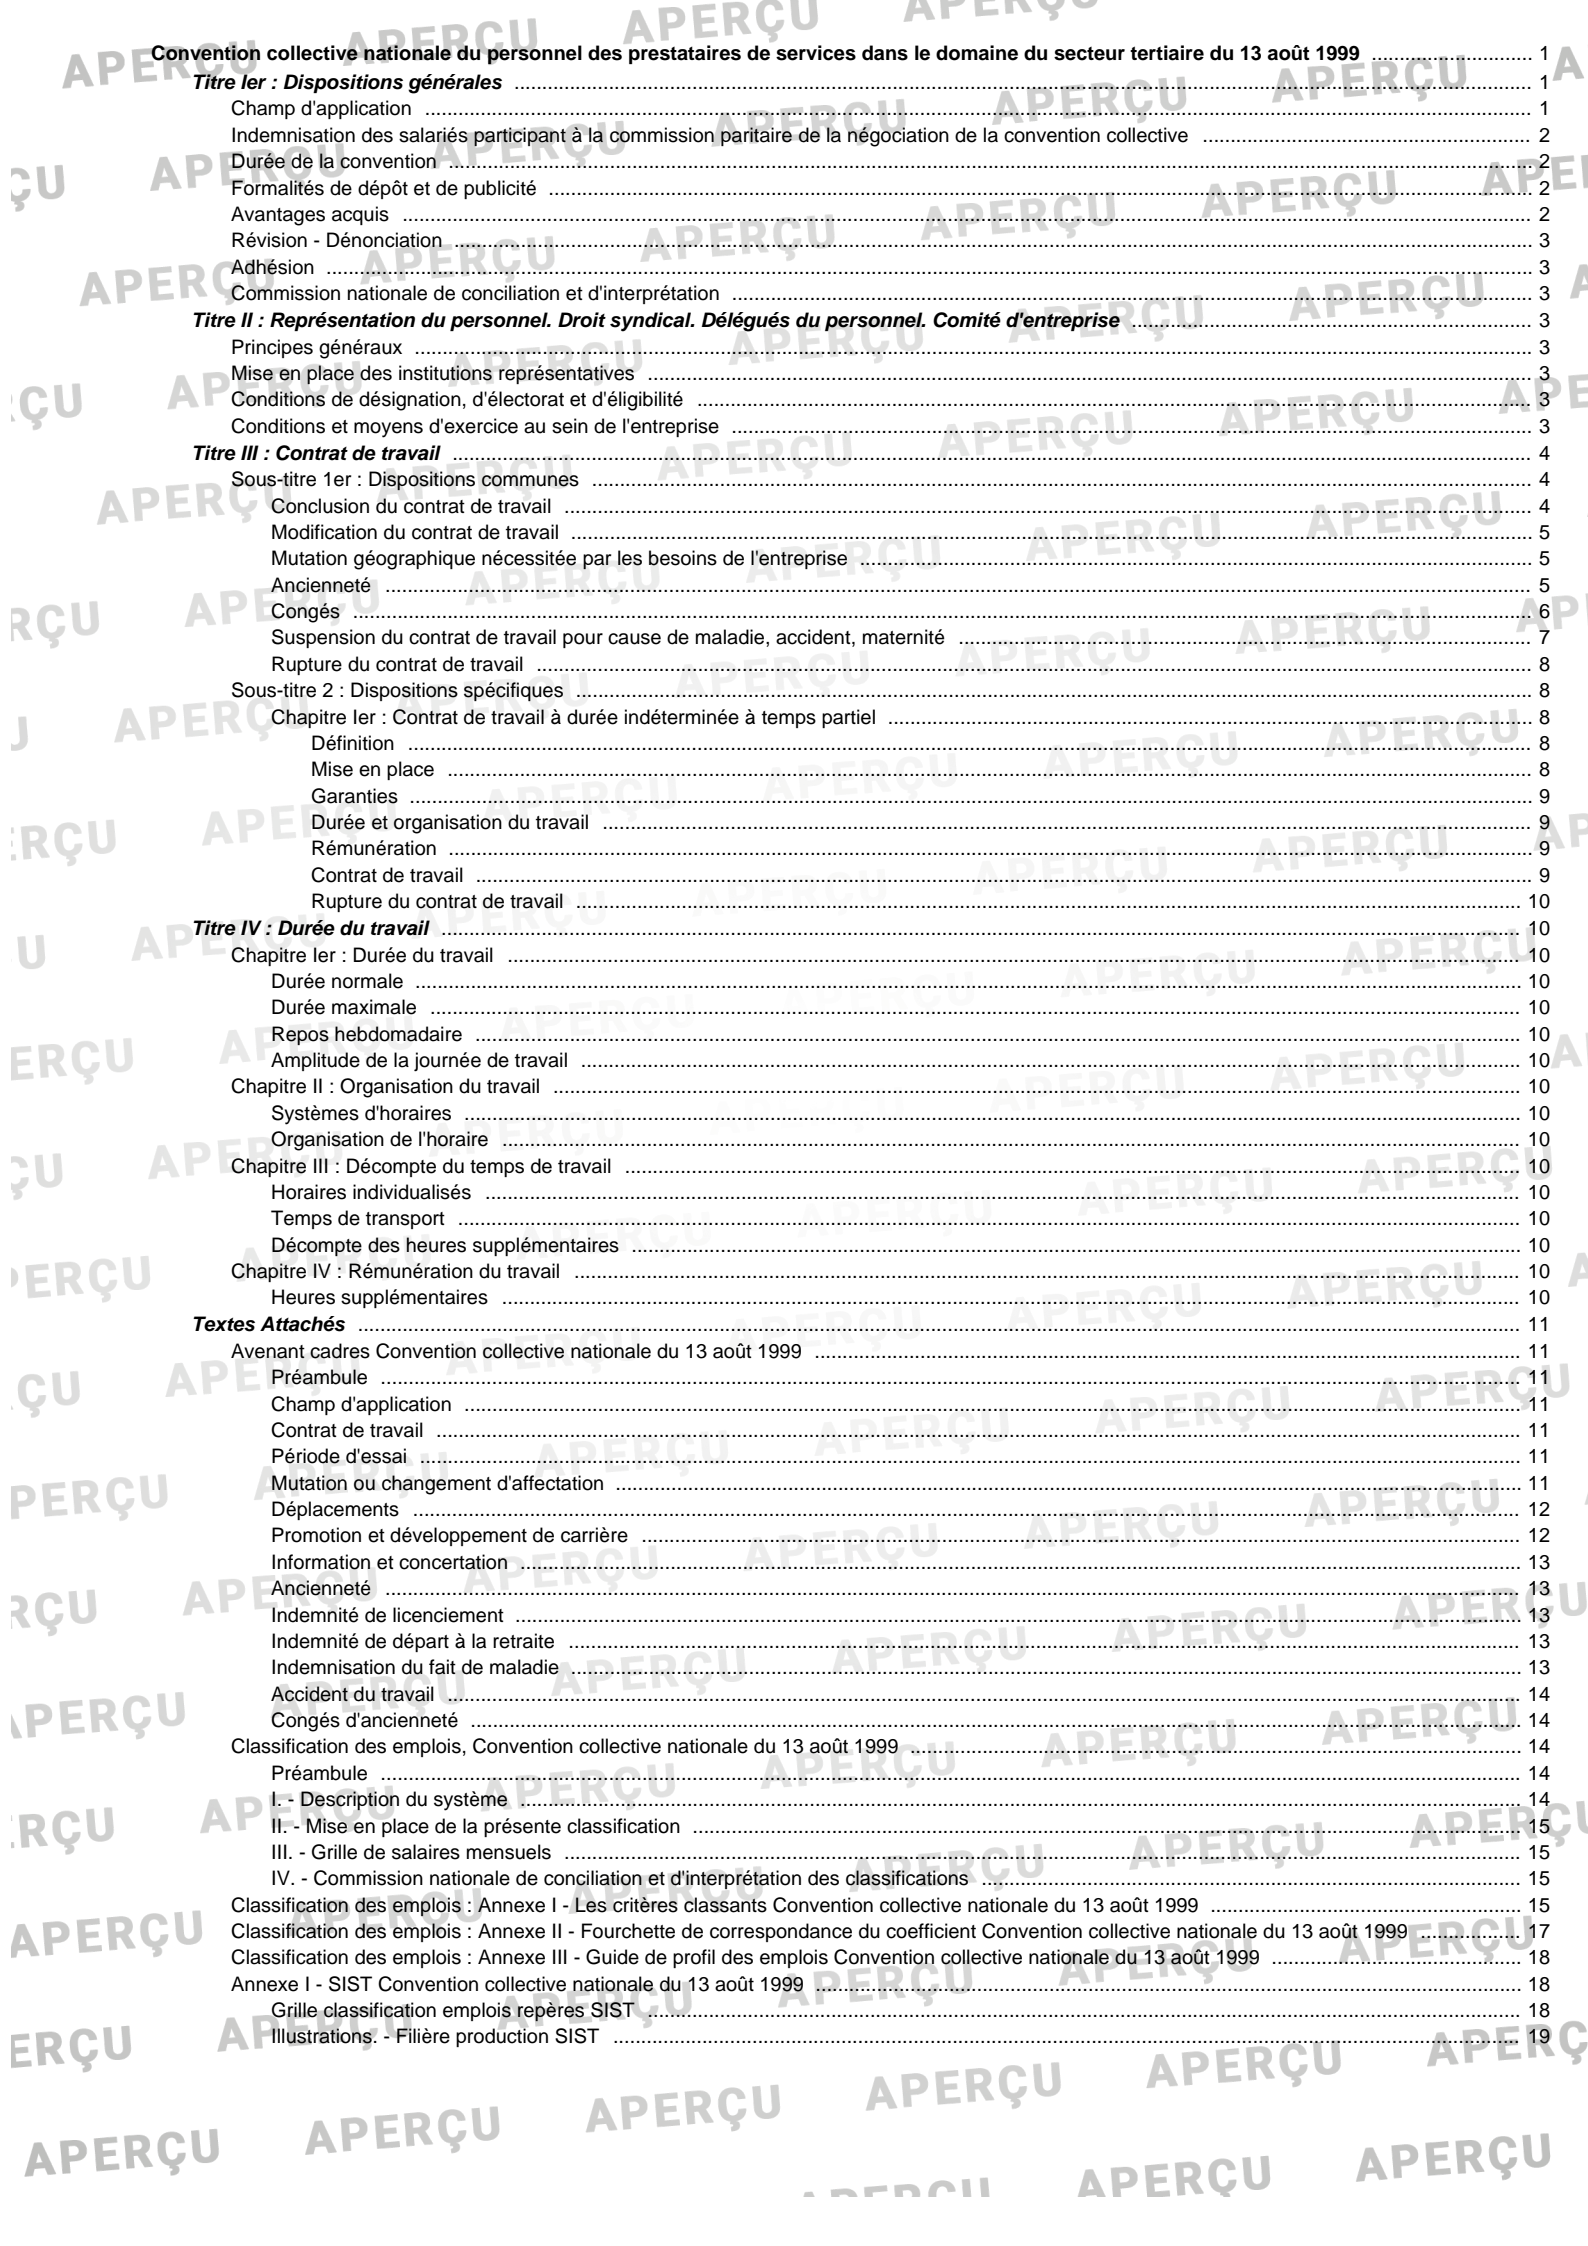 Convention collective nationale du personnel des prestataires de services dans le domaine du secteur tertiaire du 13 août 1999 ... 1
Titre Ier : Dispositions générales ... 1
Champ d'application ... 1
Indemnisation des salariés participant à la commission paritaire de la négociation de la convention collective ... 2
Durée de la convention ... 2
Formalités de dépôt et de publicité ... 2
Avantages acquis ... 2
Révision - Dénonciation ... 3
Adhésion ... 3
Commission nationale de conciliation et d'interprétation ... 3
Titre II : Représentation du personnel. Droit syndical. Délégués du personnel. Comité d'entreprise ... 3
Principes généraux ... 3
Mise en place des institutions représentatives ... 3
Conditions de désignation, d'électorat et d'éligibilité ... 3
Conditions et moyens d'exercice au sein de l'entreprise ... 3
Titre III : Contrat de travail ... 4
Sous-titre 1er : Dispositions communes ... 4
Conclusion du contrat de travail ... 4
Modification du contrat de travail ... 5
Mutation géographique nécessitée par les besoins de l'entreprise ... 5
Ancienneté ... 5
Congés ... 6
Suspension du contrat de travail pour cause de maladie, accident, maternité ... 7
Rupture du contrat de travail ... 8
Sous-titre 2 : Dispositions spécifiques ... 8
Chapitre Ier : Contrat de travail à durée indéterminée à temps partiel ... 8
Définition ... 8
Mise en place ... 8
Garanties ... 9
Durée et organisation du travail ... 9
Rémunération ... 9
Contrat de travail ... 9
Rupture du contrat de travail ... 10
Titre IV : Durée du travail ... 10
Chapitre Ier : Durée du travail ... 10
Durée normale ... 10
Durée maximale ... 10
Repos hebdomadaire ... 10
Amplitude de la journée de travail ... 10
Chapitre II : Organisation du travail ... 10
Systèmes d'horaires ... 10
Organisation de l'horaire ... 10
Chapitre III : Décompte du temps de travail ... 10
Horaires individualisés ... 10
Temps de transport ... 10
Décompte des heures supplémentaires ... 10
Chapitre IV : Rémunération du travail ... 10
Heures supplémentaires ... 10
Textes Attachés ... 11
Avenant cadres Convention collective nationale du 13 août 1999 ... 11
Préambule ... 11
Champ d'application ... 11
Contrat de travail ... 11
Période d'essai ... 11
Mutation ou changement d'affectation ... 11
Déplacements ... 12
Promotion et développement de carrière ... 12
Information et concertation ... 13
Ancienneté ... 13
Indemnité de licenciement ... 13
Indemnité de départ à la retraite ... 13
Indemnisation du fait de maladie ... 13
Accident du travail ... 14
Congés d'ancienneté ... 14
Classification des emplois, Convention collective nationale du 13 août 1999 ... 14
Préambule ... 14
I. - Description du système ... 14
II. - Mise en place de la présente classification ... 15
III. - Grille de salaires mensuels ... 15
IV. - Commission nationale de conciliation et d'interprétation des classifications ... 15
Classification des emplois : Annexe I - Les critères classants Convention collective nationale du 13 août 1999 ... 15
Classification des emplois : Annexe II - Fourchette de correspondance du coefficient Convention collective nationale du 13 août 1999 ... 17
Classification des emplois : Annexe III - Guide de profil des emplois Convention collective nationale du 13 août 1999 ... 18
Annexe I - SIST Convention collective nationale du 13 août 1999 ... 18
Grille classification emplois repères SIST ... 18
Illustrations. - Filière production SIST ... 19
APERÇU